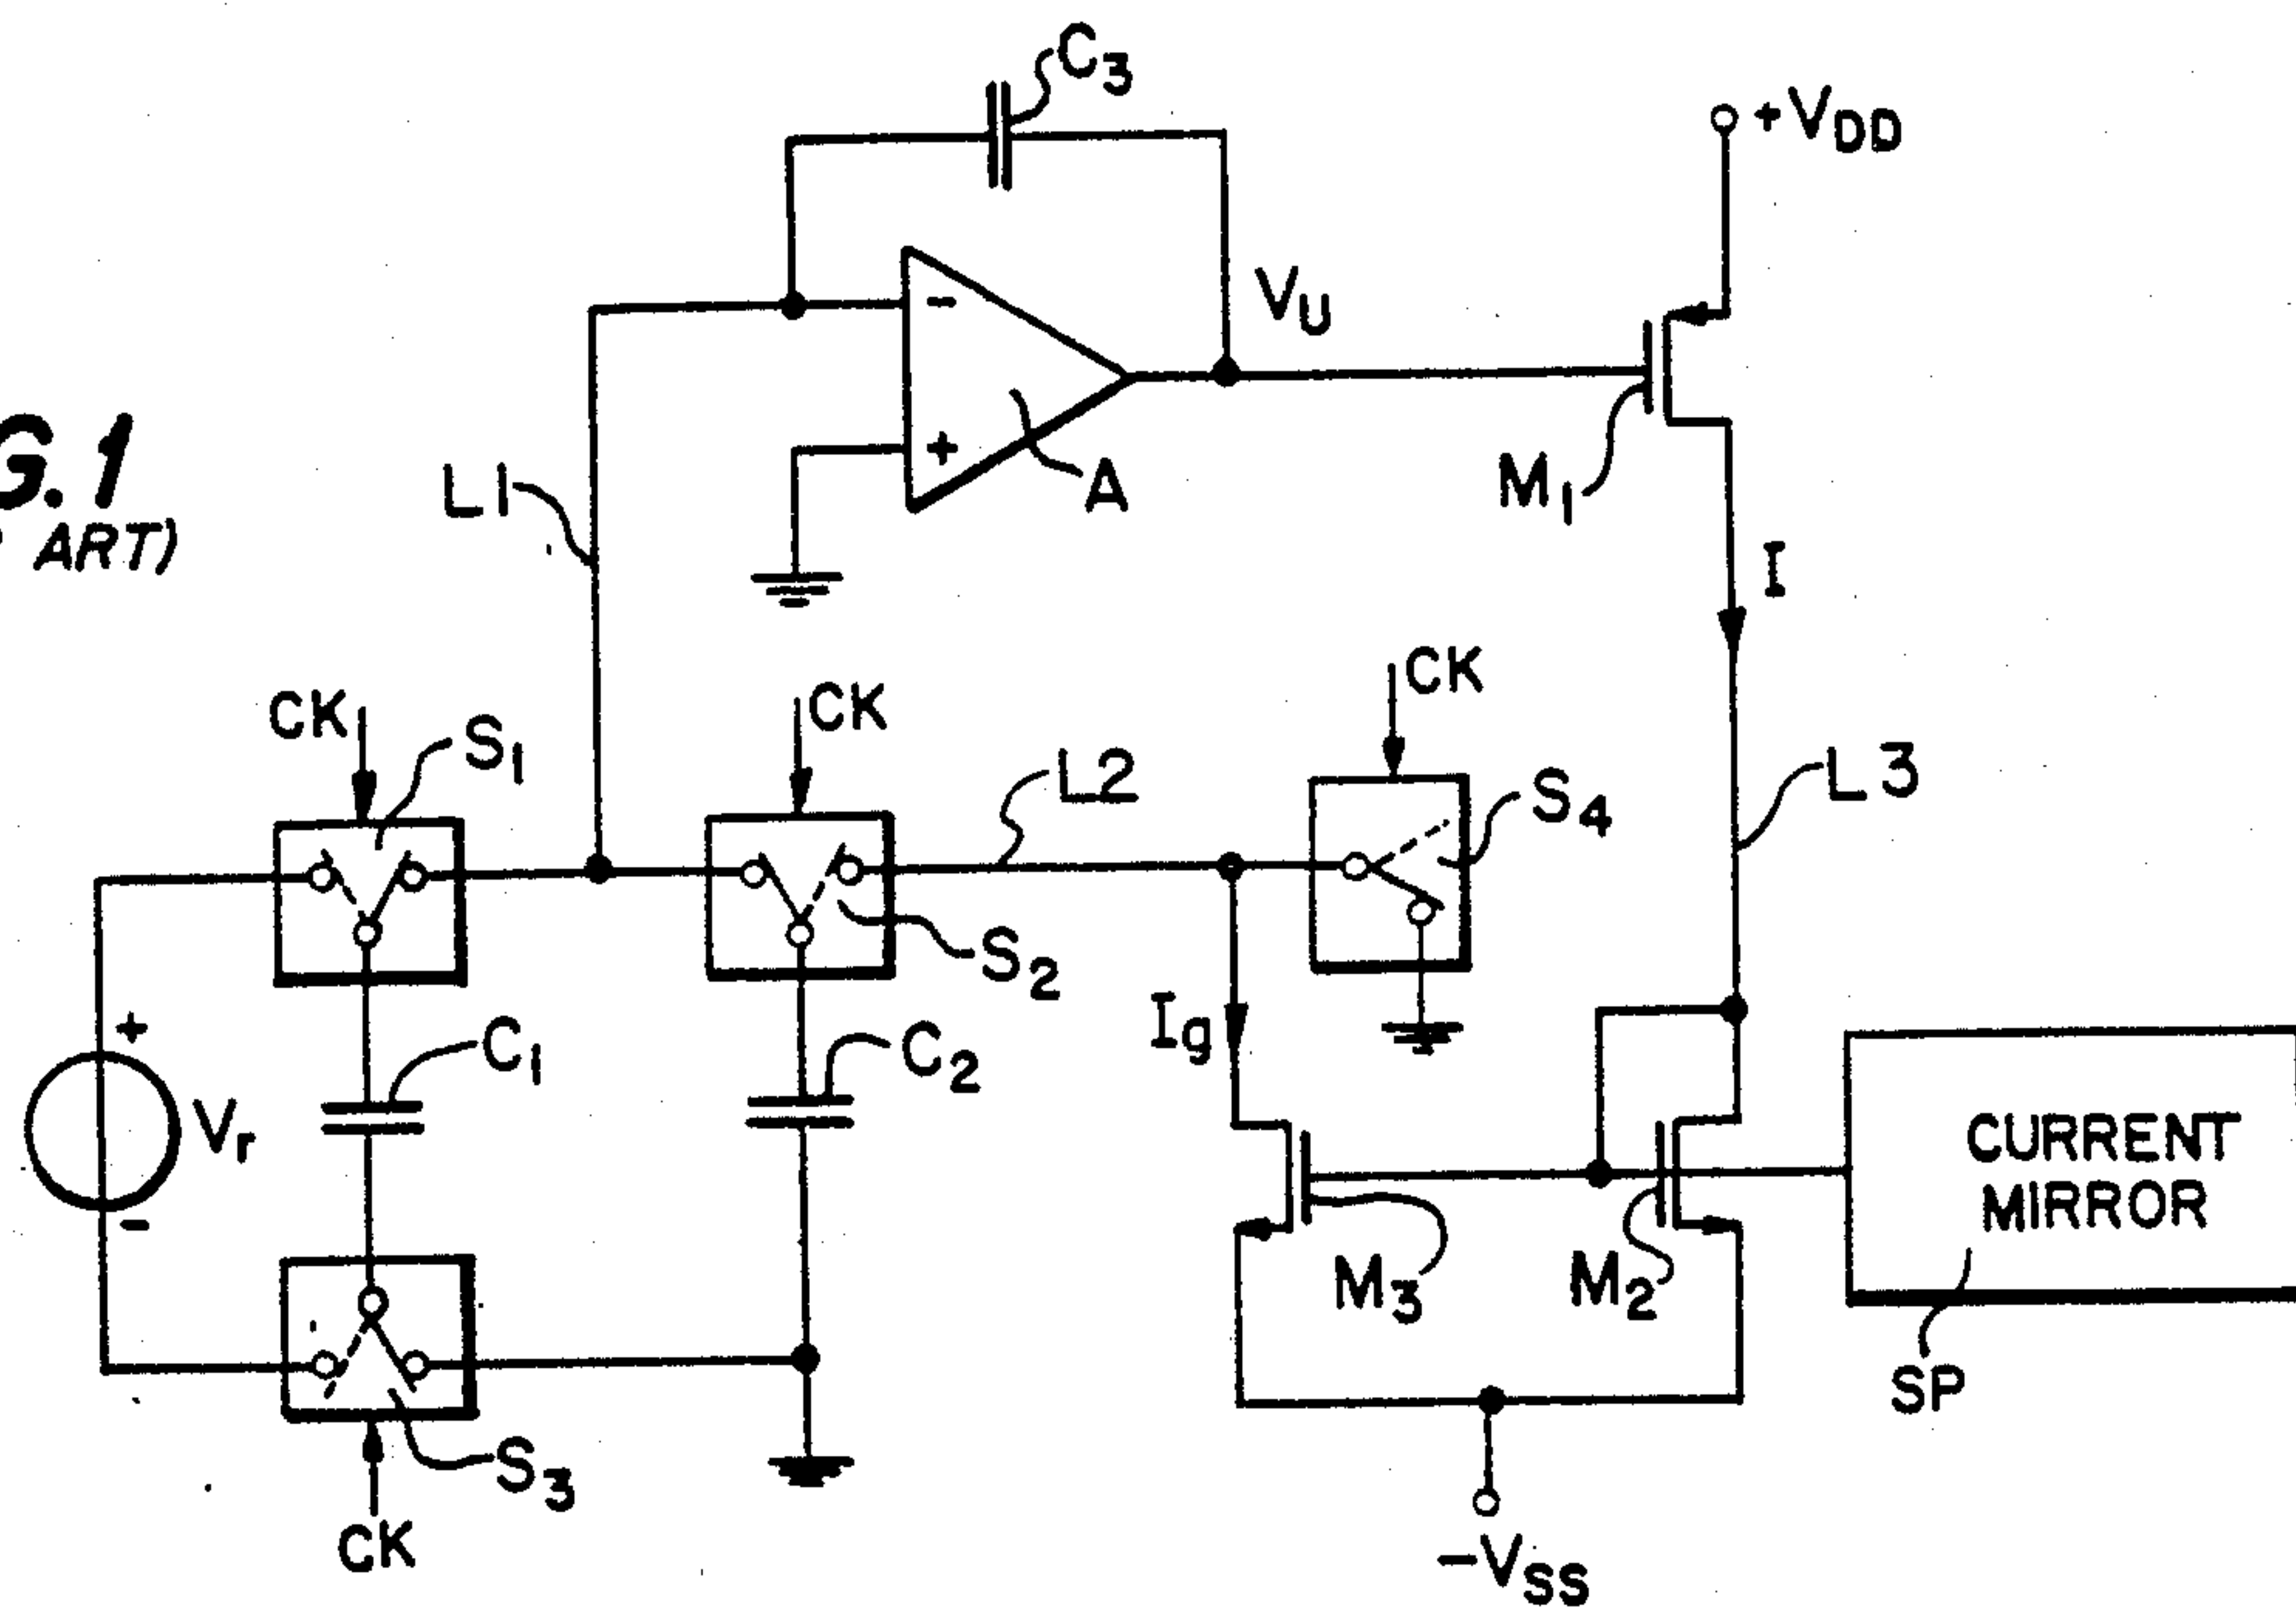 C3
+VDD
-
VU
+
A
M1
G.1
ART)
L1
I
CK
S1
CK
L2
CK
S4
L3
S2
+
Vr
-
C1
C2
Ig
CURRENT
MIRROR
M3
M2
SP
S3
CK
-VSS